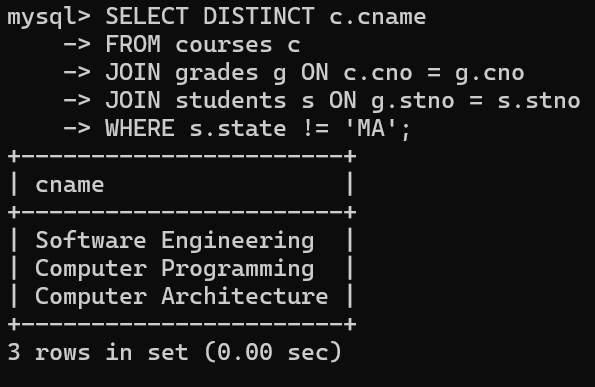 mysql> SELECT DISTINCT c.cname
    -> FROM courses c
    -> JOIN grades g ON c.cno = g.cno
    -> JOIN students s ON g.stno = s.stno
    -> WHERE s.state != 'MA';
+-----------------------+
| cname                 |
+-----------------------+
| Software Engineering  |
| Computer Programming  |
| Computer Architecture |
+-----------------------+
3 rows in set (0.00 sec)